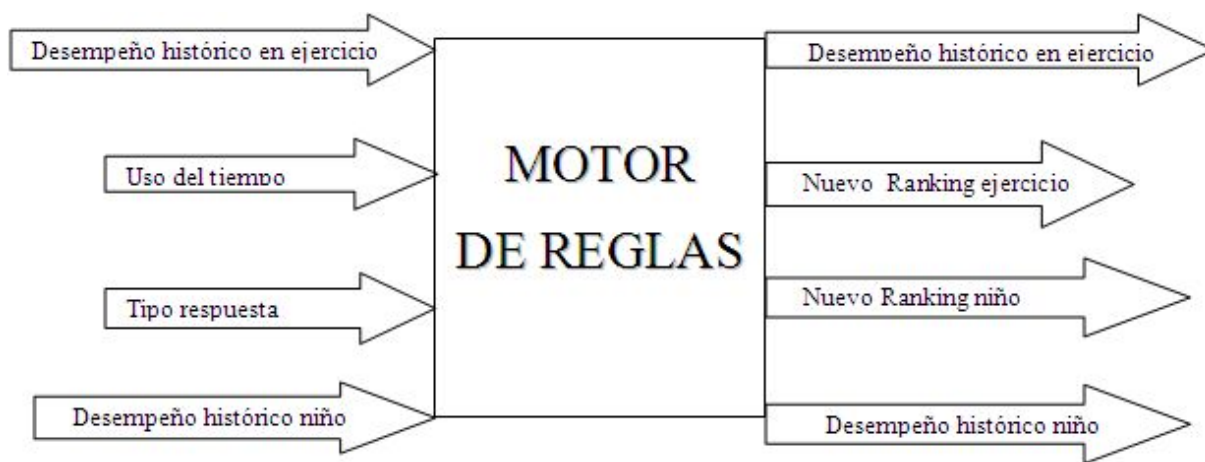 Desempeño histórico en ejercicio
Uso del tiempo
Tipo respuesta
Desempeño histórico niño
MOTOR
DE REGLAS
Desempeño histórico en ejercicio
Nuevo Ranking ejercicio
Nuevo Ranking niño
Desempeño histórico niño